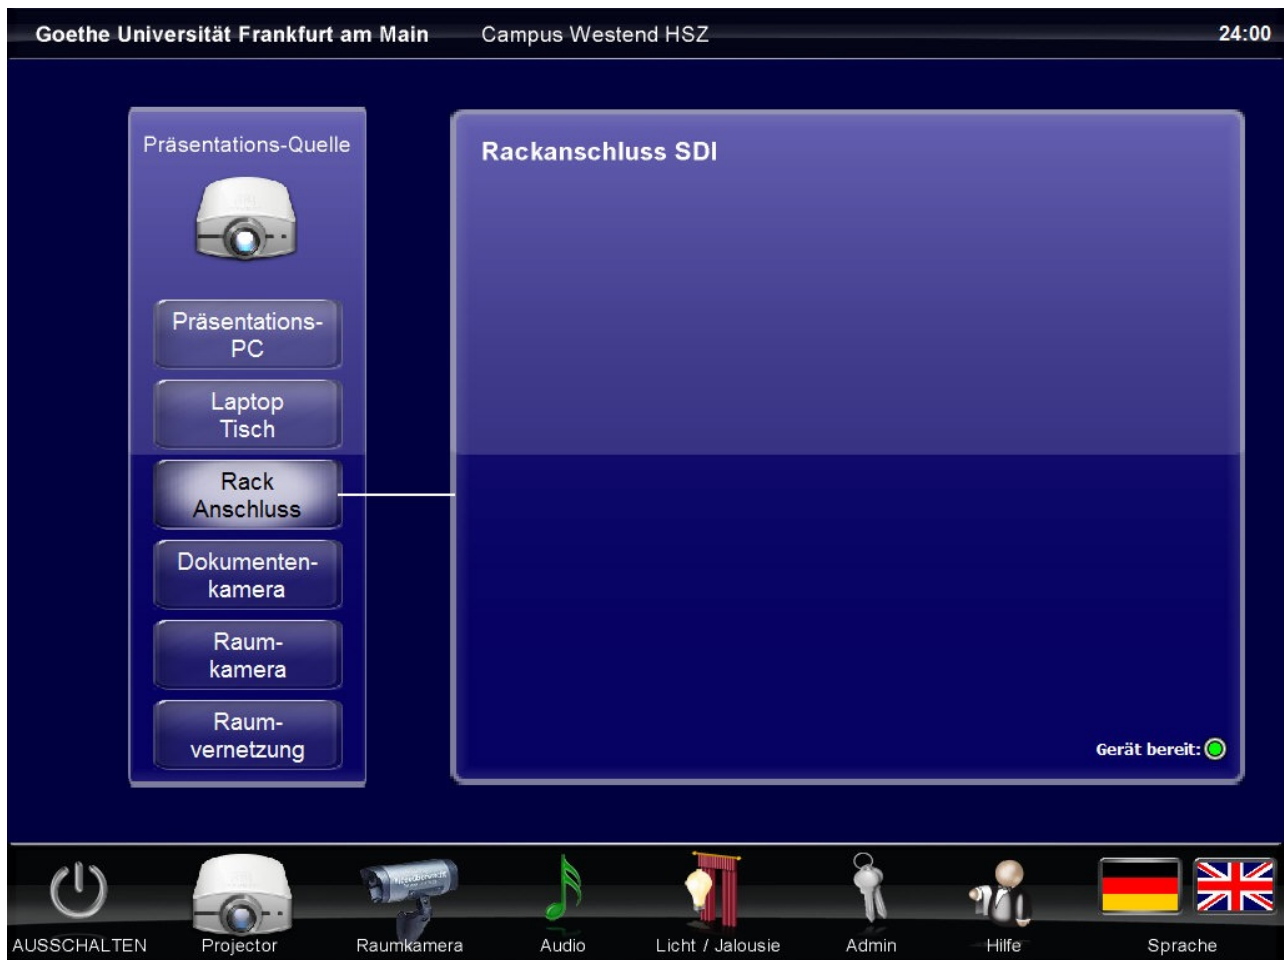 Goethe Universität Frankfurt am Main Campus Westend HSZ 24:00
Präsentations-Quelle
Präsentations-
PC
Laptop
Tisch
Rack
Anschluss
Dokumenten-
kamera
Raum-
kamera
Raum-
vernetzung
Rackanschluss SDI
Gerät bereit:
AUSSCHALTEN
Projector
Raumkamera
Audio
Licht / Jalousie
Admin
Hilfe
Sprache